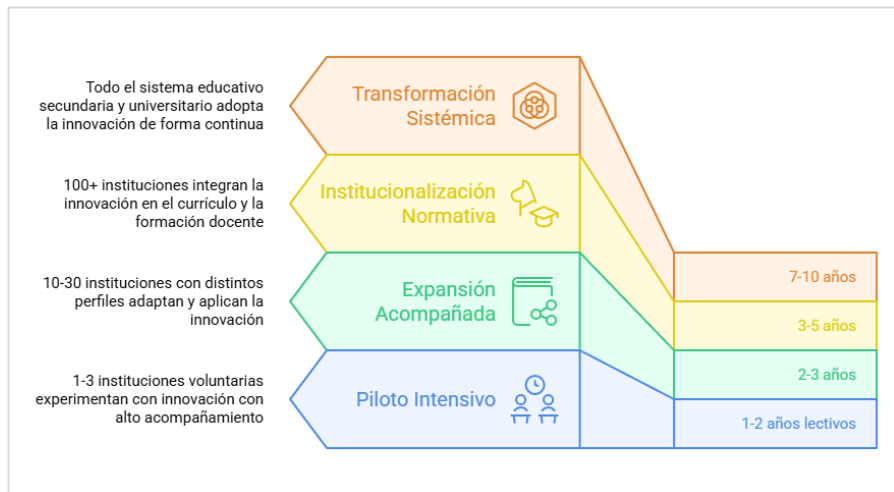 Todo el sistema educativo
secundaria y universitario adopta
la innovación de forma continua
Transformación
Sistémica
100+ instituciones integran la
innovación en el currículo y la
formación docente
Institucionalización
Normativa
7-10 años
10-30 instituciones con distintos
perfiles adaptan y aplican la
innovación
Expansión
Acompañada
3-5 años
2-3 años
1-3 instituciones voluntarias
experimentan con innovación con
alto acompañamiento
Piloto Intensivo
1-2 años lectivos